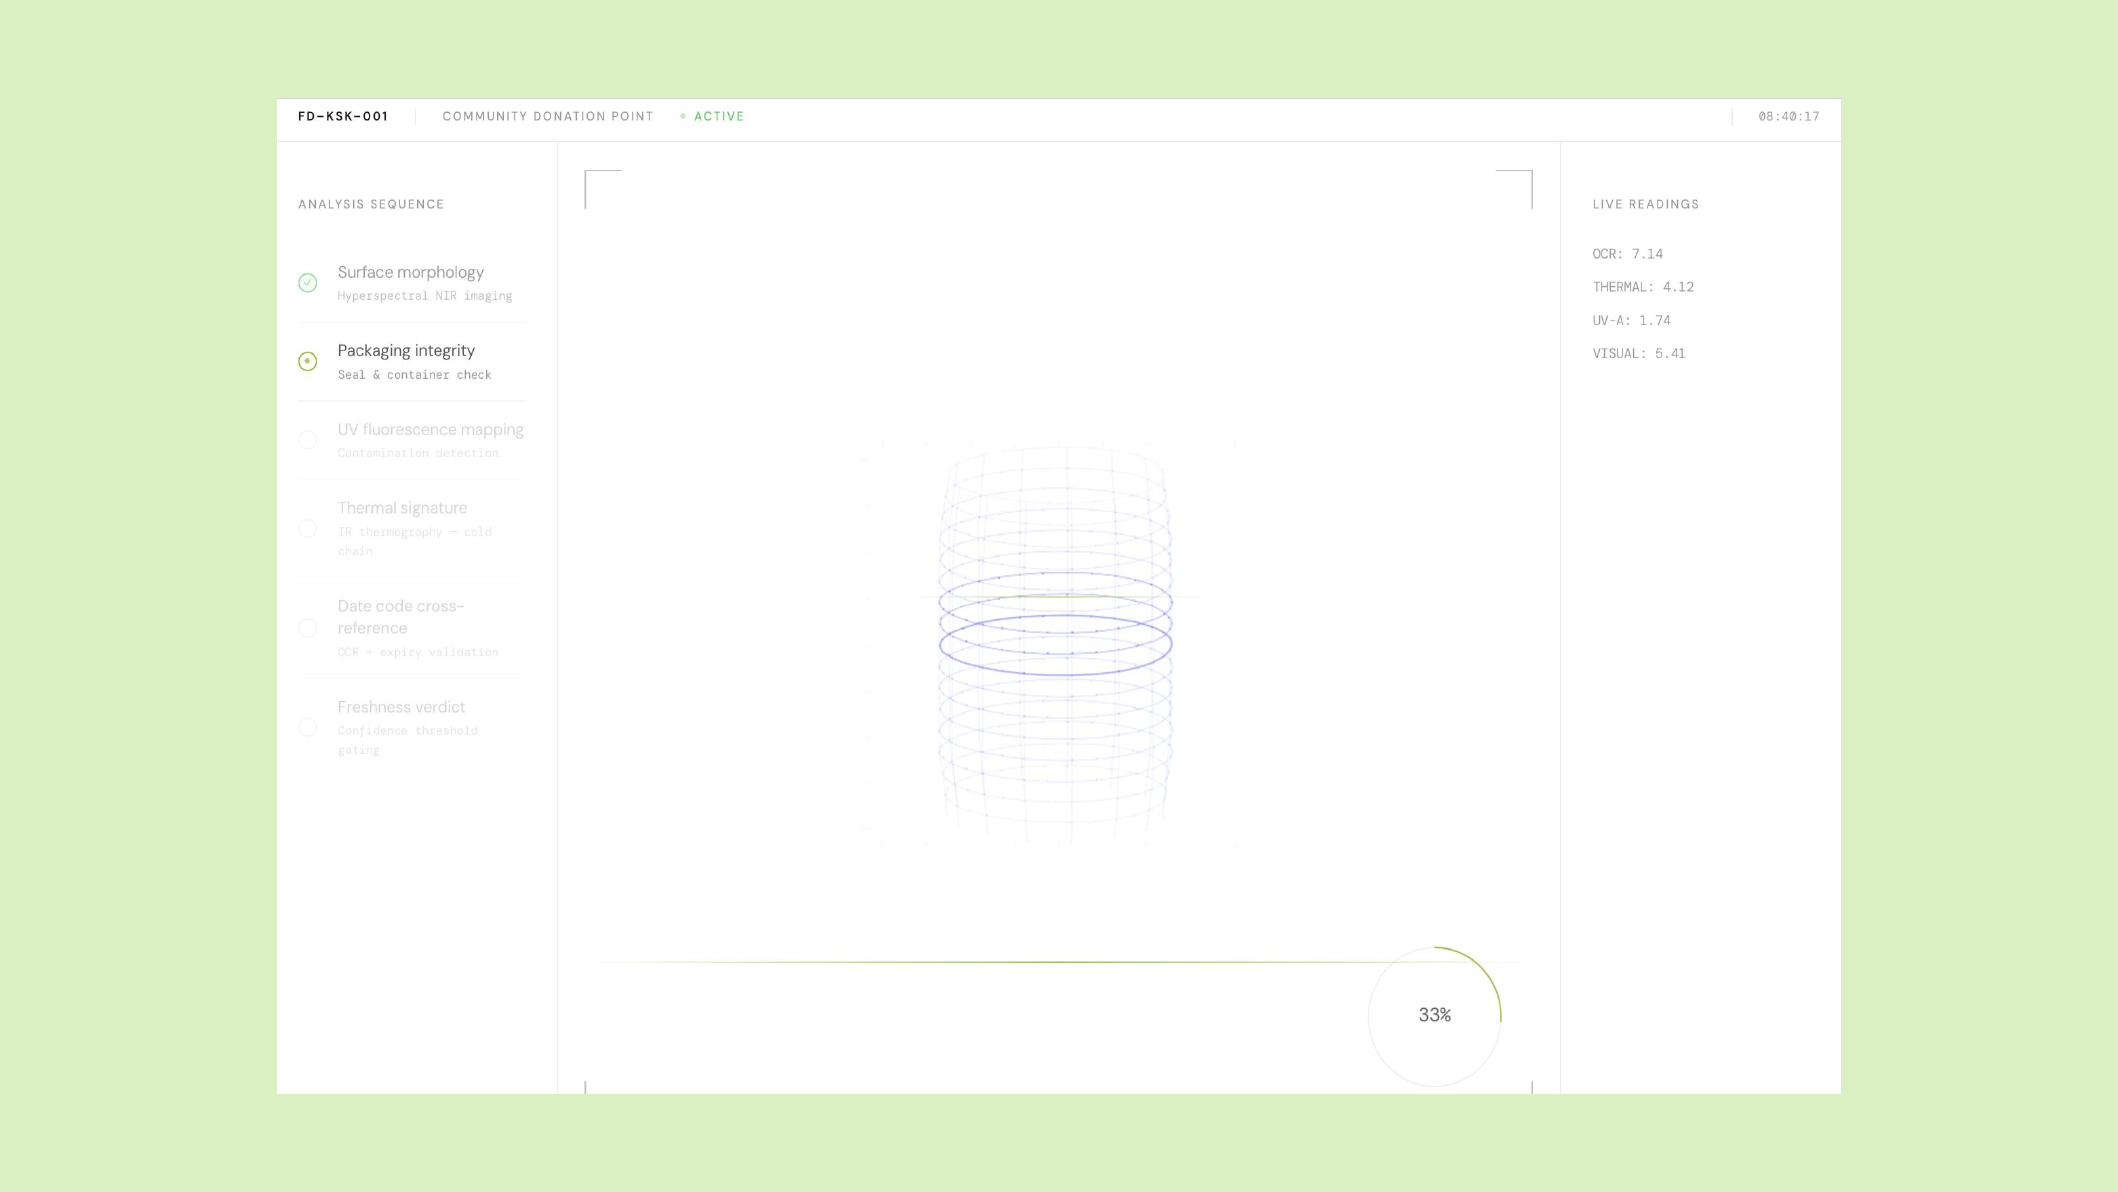 FD–KSK–001
COMMUNITY DONATION POINT
ACTIVE
08:40:17
ANALYSIS SEQUENCE
Surface morphology
Hyperspectral NIR imaging
Packaging integrity
Seal & container check
UV fluorescence mapping
Contamination detection
Thermal signature
IR thermography — cold
chain
Date code cross-
reference
OCR + expiry validation
Freshness verdict
Confidence threshold
gating
33%
LIVE READINGS
OCR: 7.14
THERMAL: 4.12
UV-A: 1.74
VISUAL: 5.41